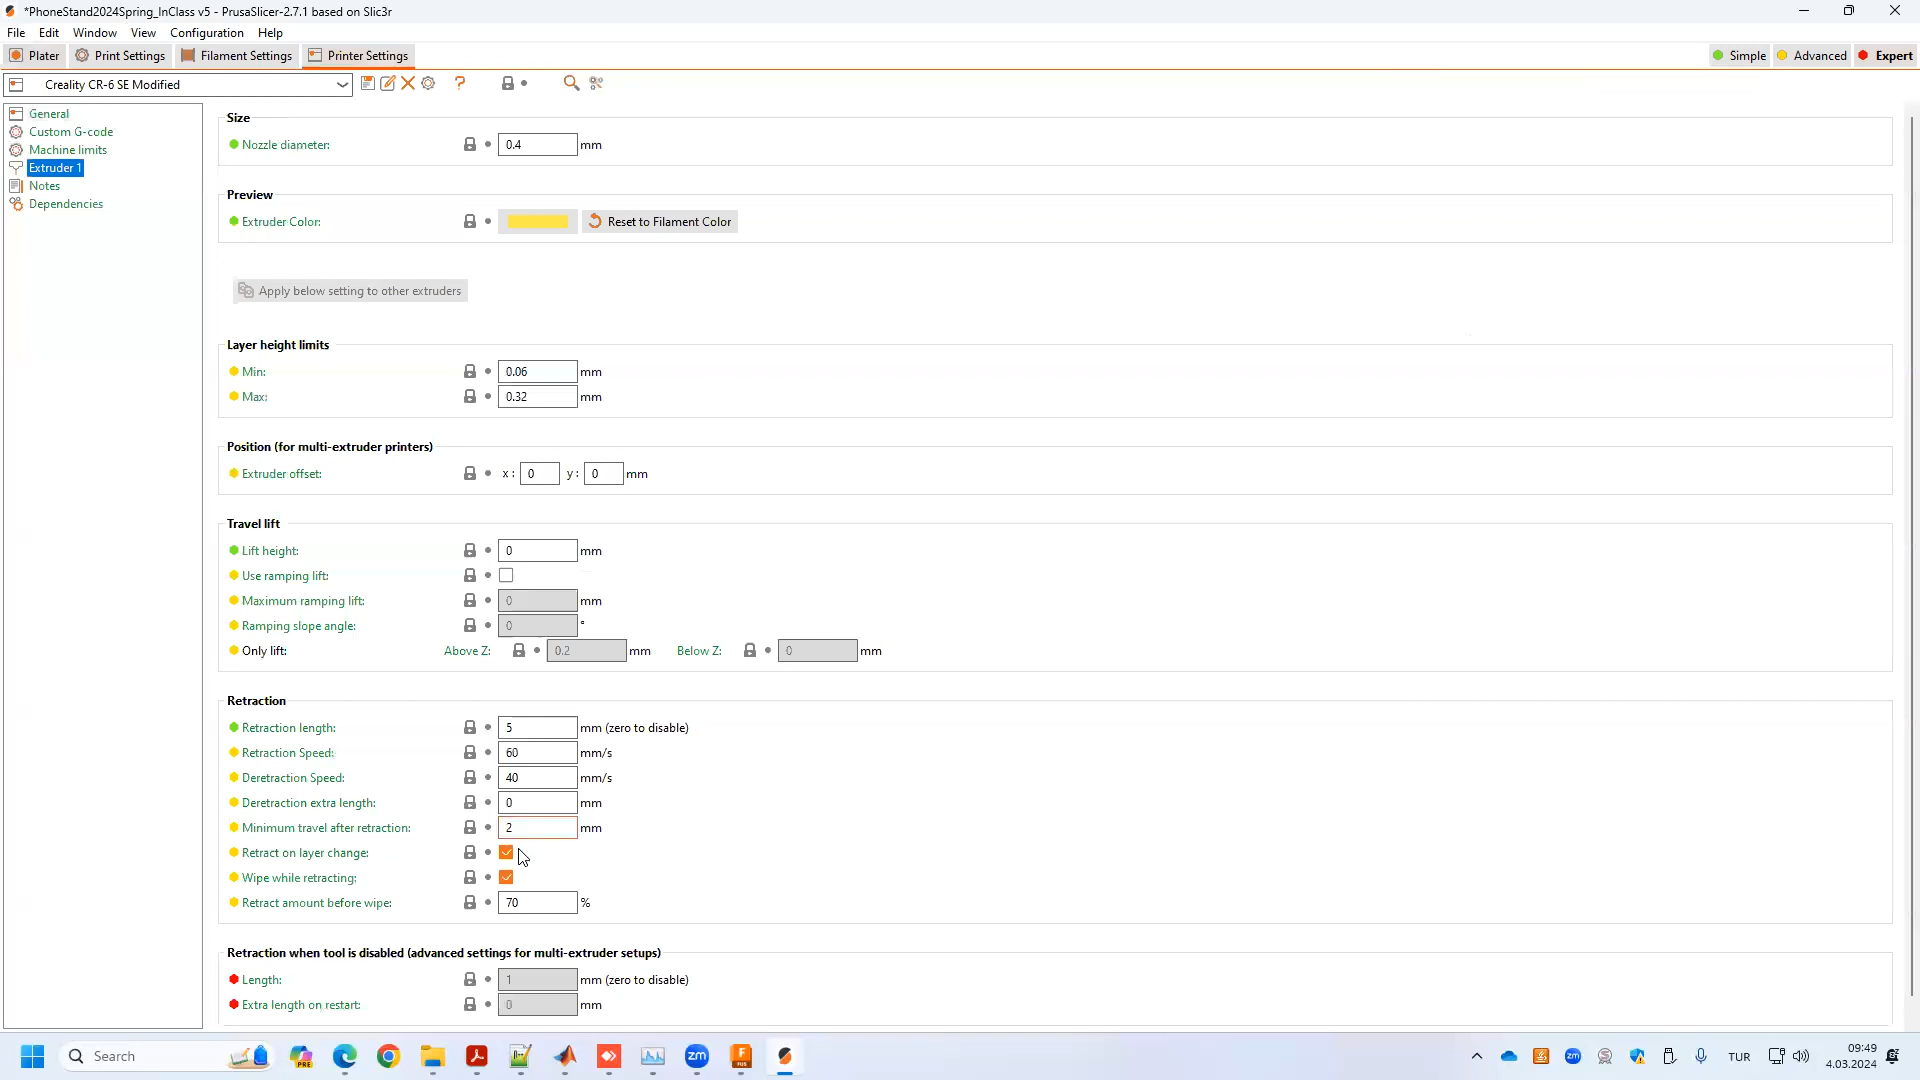 *PhoneStand2024Spring_InClass v5 - PrusaSlicer-2.7.1 based on Slic3r
File Edit Window View Configuration Help
Plater Print Settings Filament Settings Printer Settings Simple Advanced Expert
Creality CR-6 SE Modified
General
Custom G-code
Machine limits
Extruder 1
Notes
Dependencies
Size
Nozzle diameter: 0.4 mm
Preview
Extruder Color: Reset to Filament Color
Apply below setting to other extruders
Layer height limits
Min: 0.06 mm
Max: 0.32 mm
Position (for multi-extruder printers)
Extruder offset: x: 0 y: 0 mm
Travel lift
Lift height: 0 mm
Use ramping lift:
Maximum ramping lift: 0 mm
Ramping slope angle: 0 °
Only lift: Above Z: 0.2 mm Below Z: 0 mm
Retraction
Retraction length: 5 mm (zero to disable)
Retraction Speed: 60 mm/s
Deretraction Speed: 40 mm/s
Deretraction extra length: 0 mm
Minimum travel after retraction: 2 mm
Retract on layer change:
Wipe while retracting:
Retract amount before wipe: 70 %
Retraction when tool is disabled (advanced settings for multi-extruder setups)
Length: 1 mm (zero to disable)
Extra length on restart: 0 mm
Search PRE zm F FUS zm TUR 09:49
4.03.2024